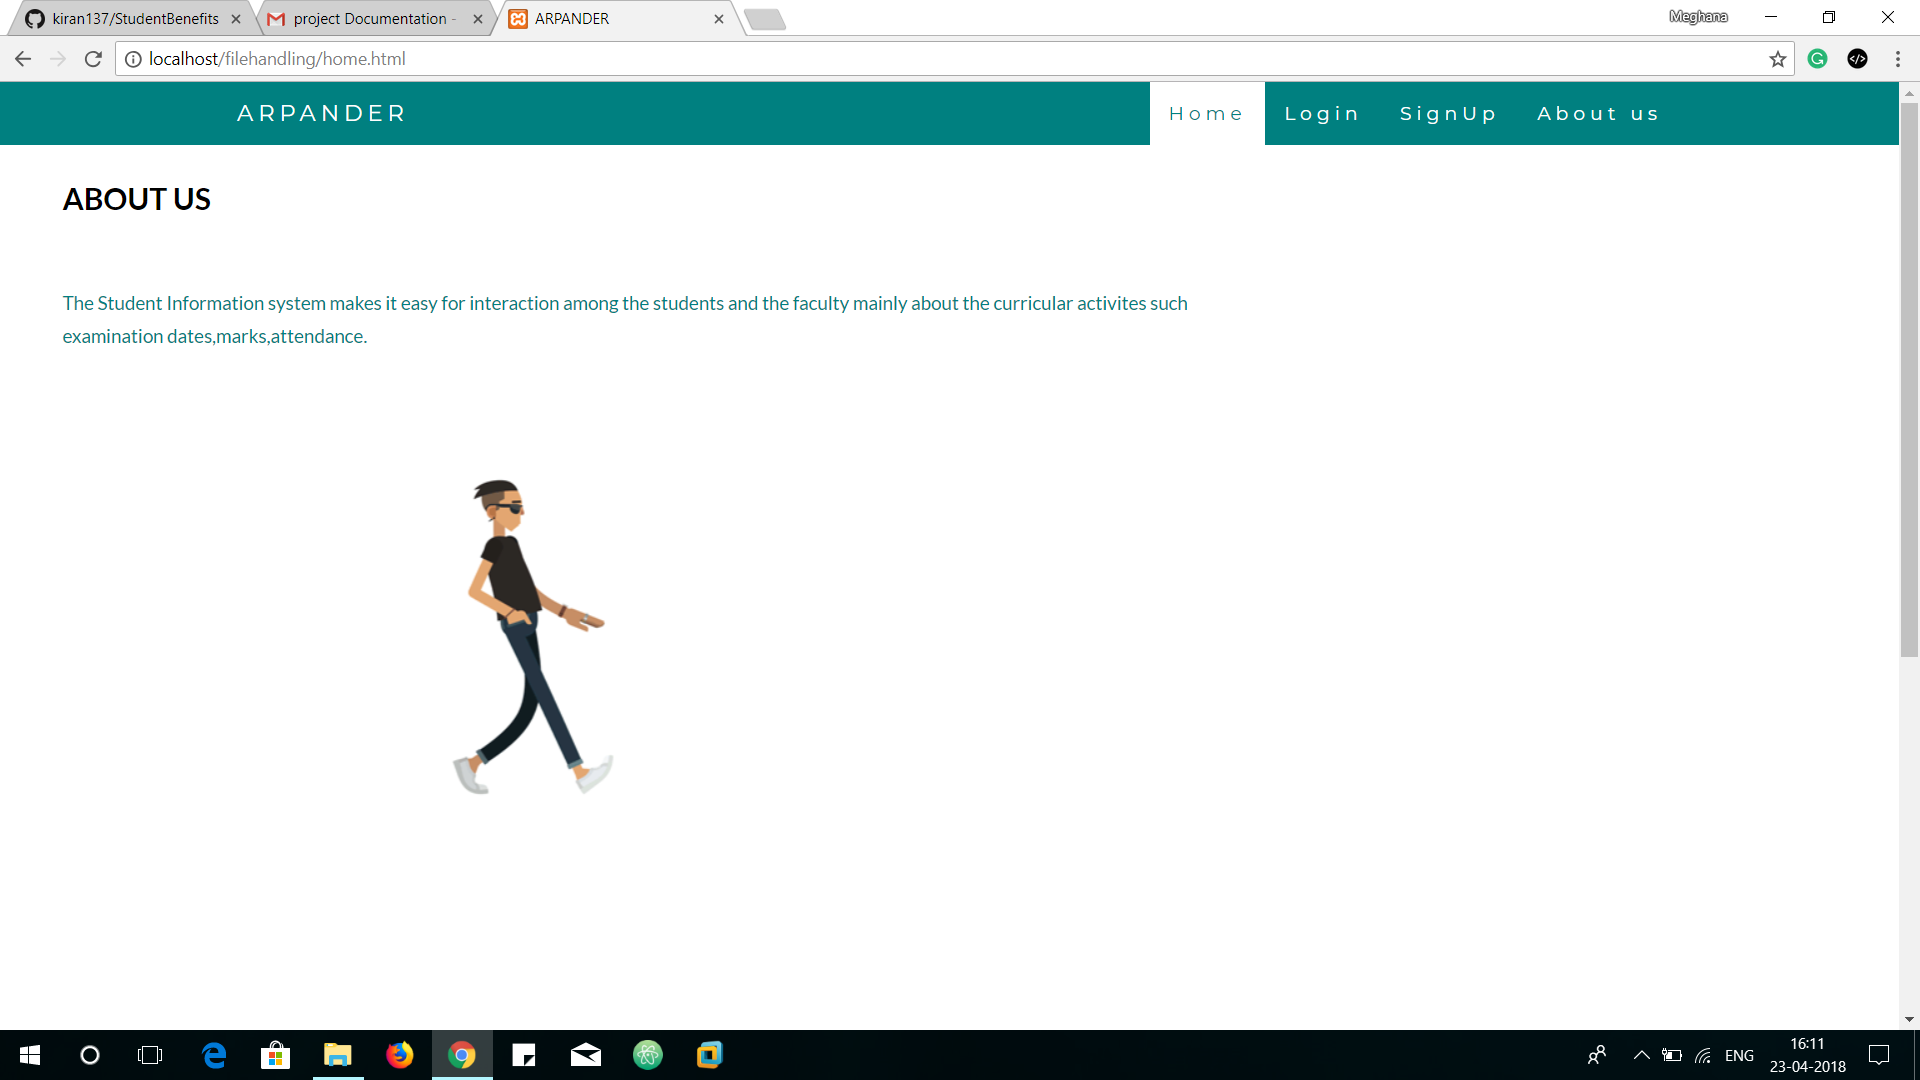 kiran137/StudentBenefits
project Documentation -
ARPANDER
Meghana
localhost/filehandling/home.html
ARPANDER
Home
Login
SignUp
About us
ABOUT US
The Student Information system makes it easy for interaction among the students and the faculty mainly about the curricular activites such
examination dates,marks,attendance.
ENG
16:11
23-04-2018